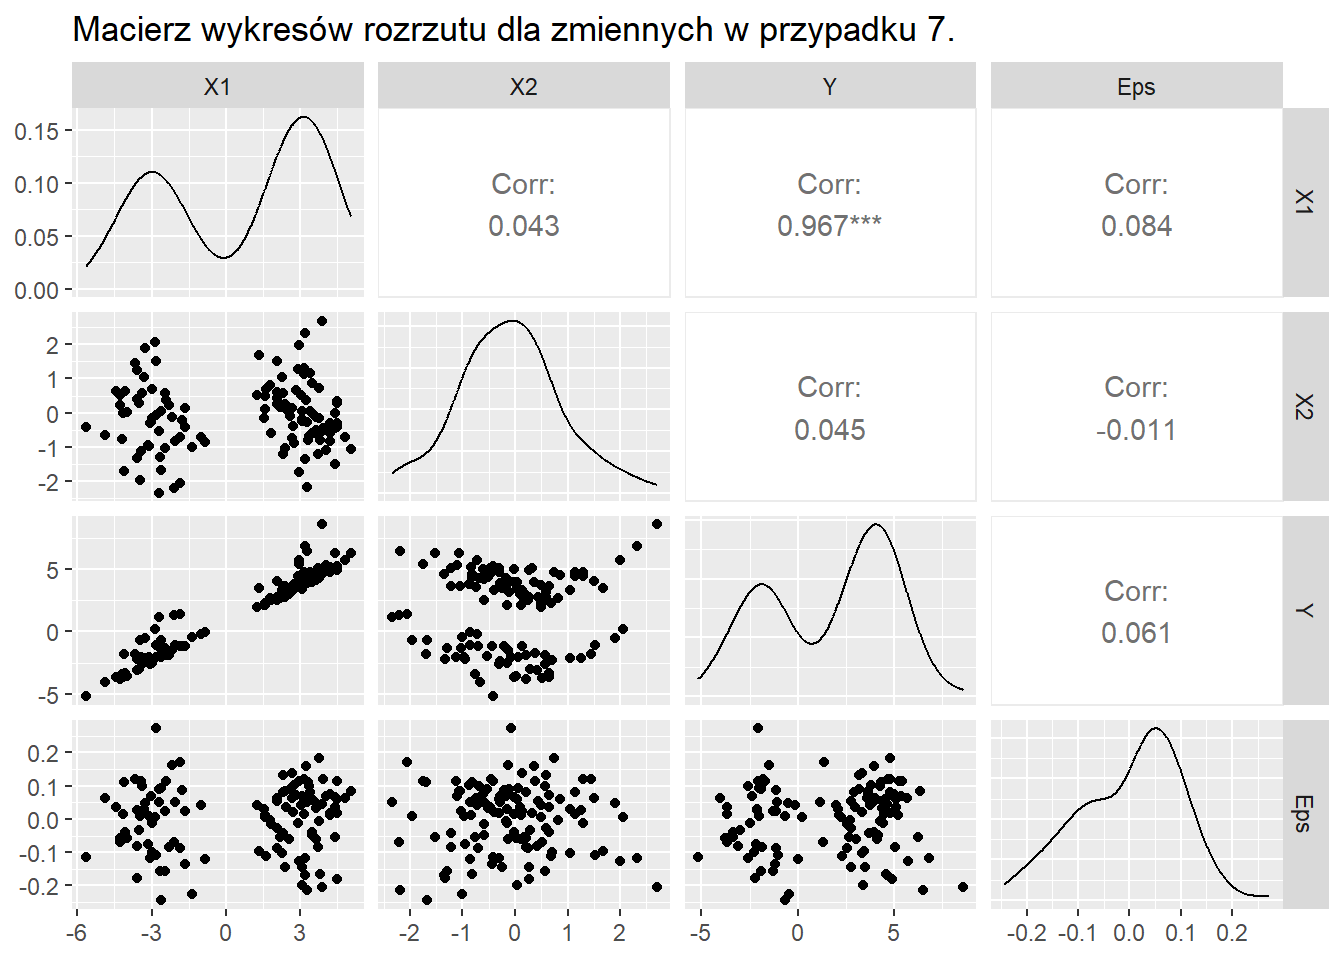 Macierz wykresów rozrzutu dla zmiennych w przypadku 7.
X1 X2 Y Eps
0.15
0.10
0.05
0.00
Corr:
0.043
Corr:
0.967***
Corr:
0.084
X1
2
1
0
-1
-2
Corr:
0.045
Corr:
-0.011
X2
5
0
-5
Corr:
0.061
Y
0.2
0.1
0.0
-0.1
-0.2
Eps
-6 -3 0 3
-2 -1 0 1 2
-5 0 5
-0.2 -0.1 0.0 0.1 0.2